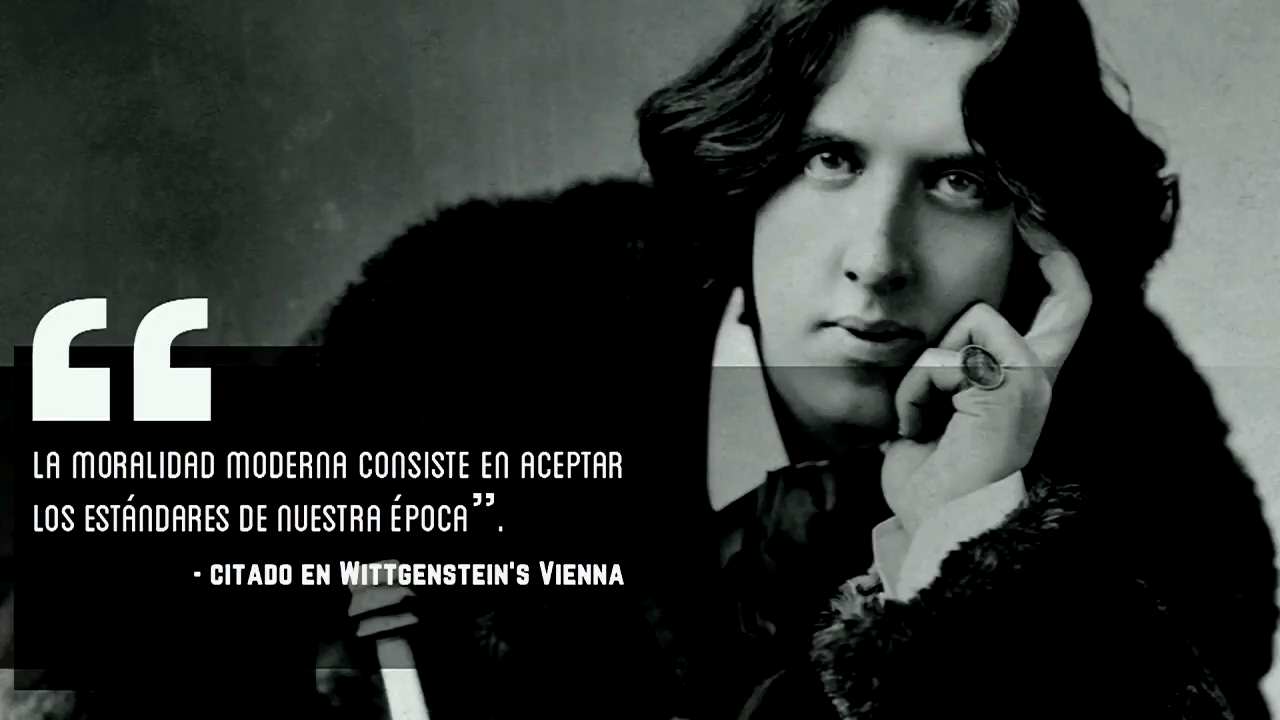 “
LA MORALIDAD MODERNA CONSISTE EN ACEPTAR
LOS ESTÁNDARES DE NUESTRA ÉPOCA”.
- CITADO EN WITTGENSTEIN'S VIENNA